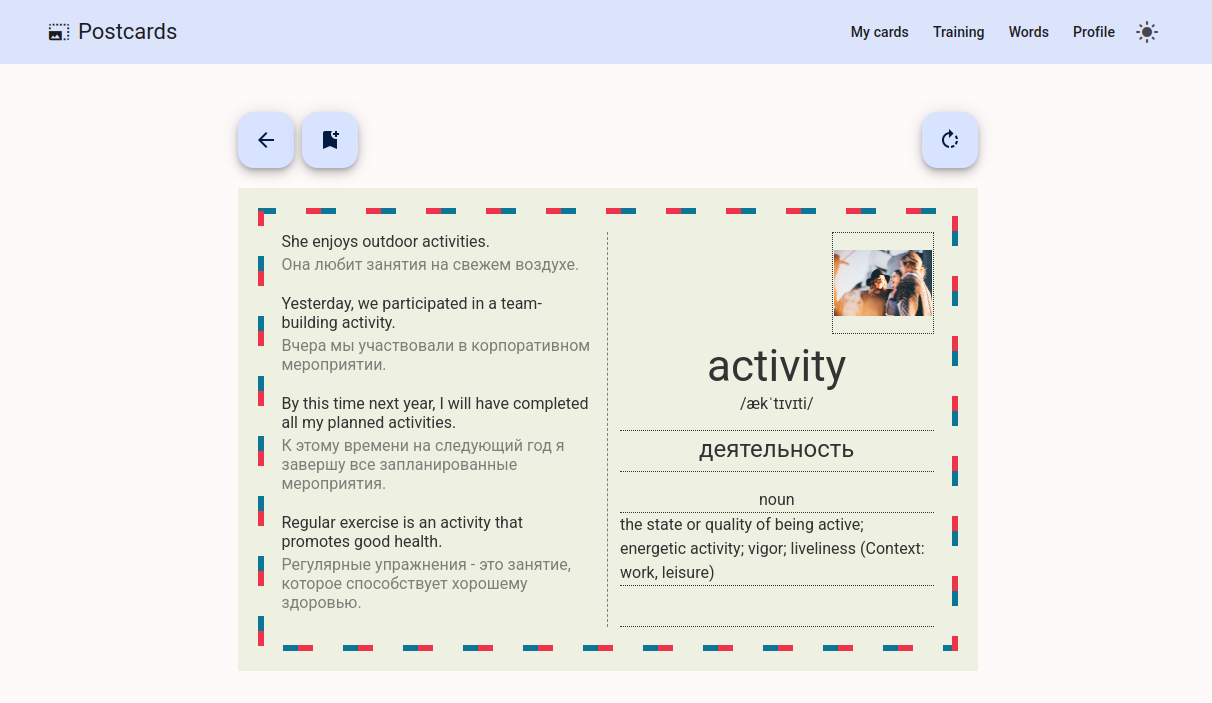 Postcards
My cards
Training
Words
Profile
She enjoys outdoor activities.
Она любит занятия на свежем воздухе.
Yesterday, we participated in a team-
building activity.
Вчера мы участвовали в корпоративном
мероприятии.
By this time next year, I will have completed
all my planned activities.
К этому времени на следующий год я
завершу все запланированные
мероприятия.
Regular exercise is an activity that
promotes good health.
Регулярные упражнения - это занятие,
которое способствует хорошему
здоровью.
activity
/ækˈtɪvɪti/
деятельность
noun
the state or quality of being active;
energetic activity; vigor; liveliness (Context:
work, leisure)